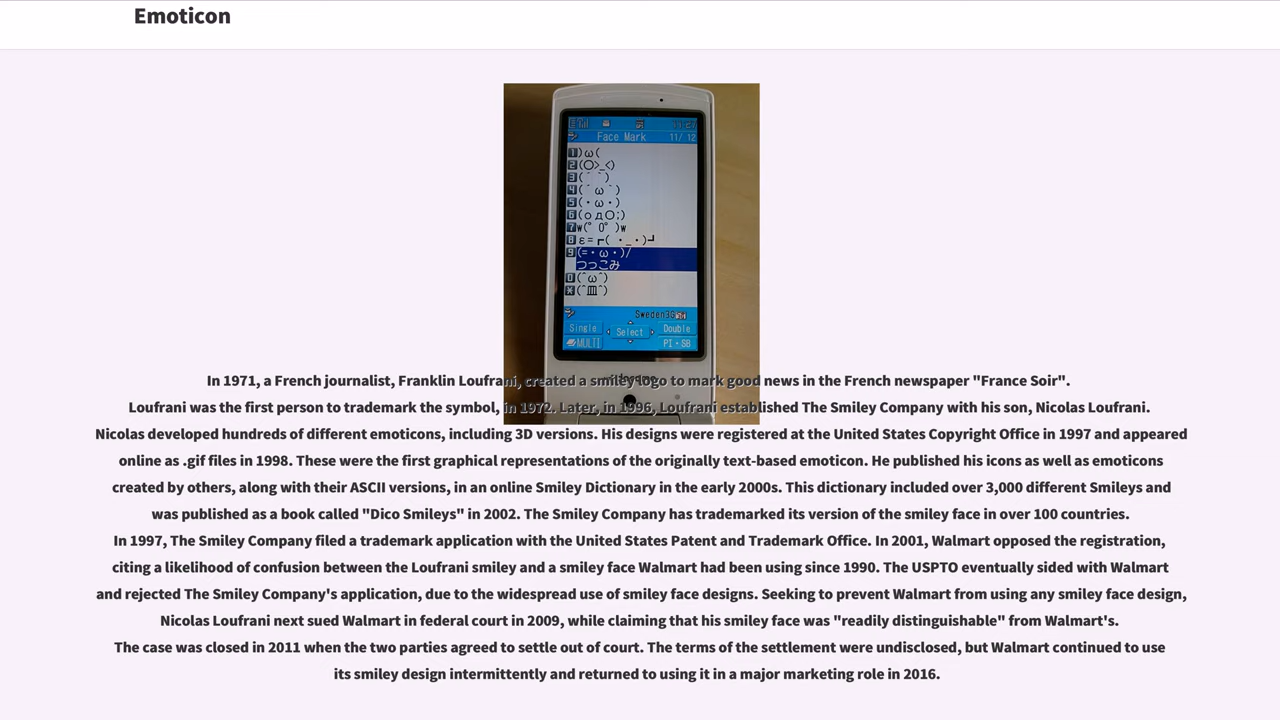 Emoticon
Face Mark 11/12
1 )ω(
2 (○>_<)
3 (¯ ¯)
4 (´ω`)
5 (・ω・)
6 (oд○;)
7 w(°0°)w
8 ε=┏( ・_・)┛
9 (=・ω・)/
つっこみ
0 (^ω^)
* (^皿^)
Single Select Double
MULTI PI・SB
In 1971, a French journalist, Franklin Loufrani, created a smiley logo to mark good news in the French newspaper "France Soir".
Loufrani was the first person to trademark the symbol, in 1972. Later, in 1996, Loufrani established The Smiley Company with his son, Nicolas Loufrani.
Nicolas developed hundreds of different emoticons, including 3D versions. His designs were registered at the United States Copyright Office in 1997 and appeared
online as .gif files in 1998. These were the first graphical representations of the originally text-based emoticon. He published his icons as well as emoticons
created by others, along with their ASCII versions, in an online Smiley Dictionary in the early 2000s. This dictionary included over 3,000 different Smileys and
was published as a book called "Dico Smileys" in 2002. The Smiley Company has trademarked its version of the smiley face in over 100 countries.
In 1997, The Smiley Company filed a trademark application with the United States Patent and Trademark Office. In 2001, Walmart opposed the registration,
citing a likelihood of confusion between the Loufrani smiley and a smiley face Walmart had been using since 1990. The USPTO eventually sided with Walmart
and rejected The Smiley Company's application, due to the widespread use of smiley face designs. Seeking to prevent Walmart from using any smiley face design,
Nicolas Loufrani next sued Walmart in federal court in 2009, while claiming that his smiley face was "readily distinguishable" from Walmart's.
The case was closed in 2011 when the two parties agreed to settle out of court. The terms of the settlement were undisclosed, but Walmart continued to use
its smiley design intermittently and returned to using it in a major marketing role in 2016.